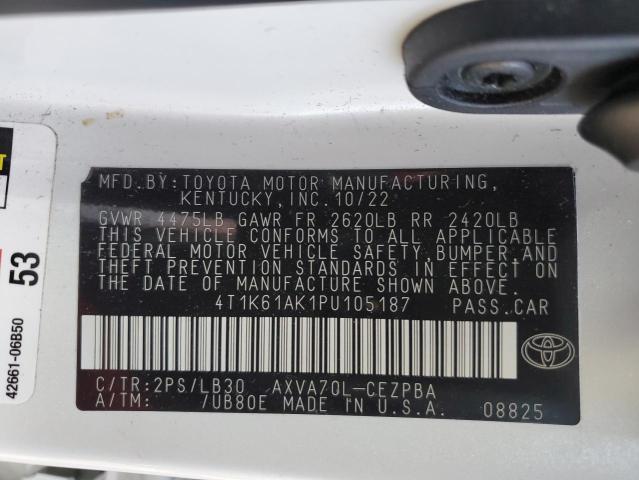 MFD.BY:TOYOTA MOTOR MANUFACTURING,
KENTUCKY, INC.10/22
GVWR 4475LB GAWR FR 2620LB RR 2420LB
THIS VEHICLE CONFORMS TO ALL APPLICABLE
FEDERAL MOTOR VEHICLE SAFETY,BUMPER,AND
THEFT PREVENTION STANDARDS IN EFFECT ON
THE DATE OF MANUFACTURE SHOWN ABOVE.
4T1K61AK1PU105187 PASS.CAR
C/TR:2PS/LB30 AXVA70L-CEZPBA
A/TM: /UB80E MADE IN U.S.A. 08825
53
42661-06B50